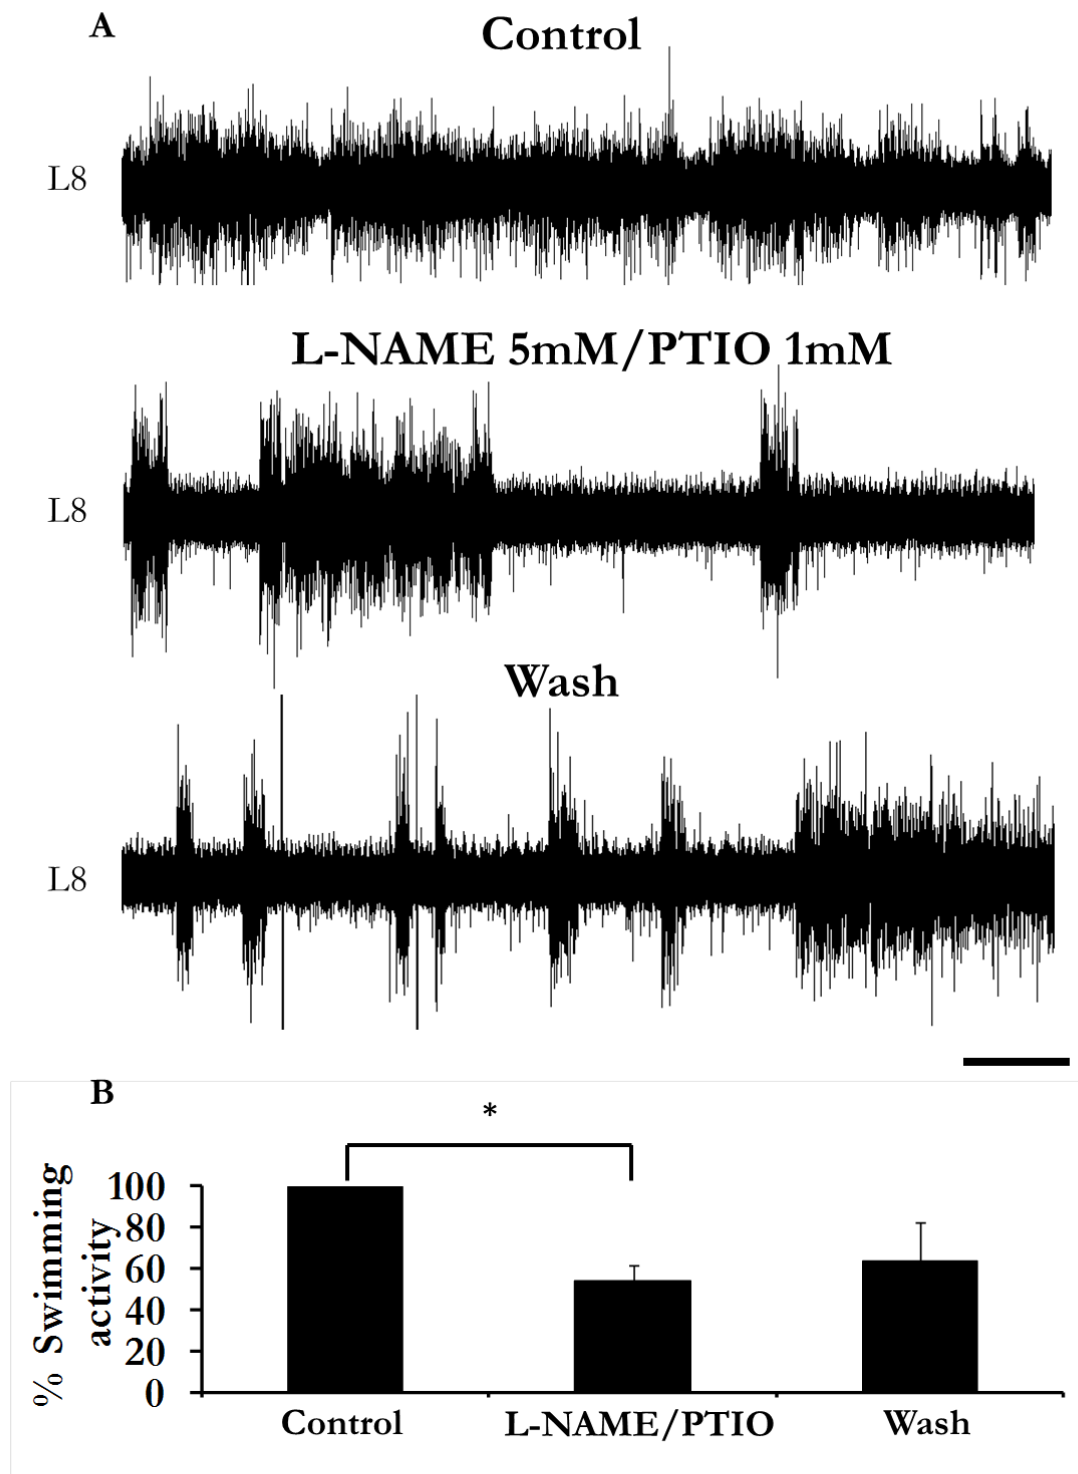 A
Control
L8
L-NAME 5mM/PTIO 1mM
L8
Wash
L8
B
*
% Swimming
activity
100
80
60
40
20
0
Control
L-NAME/PTIO
Wash